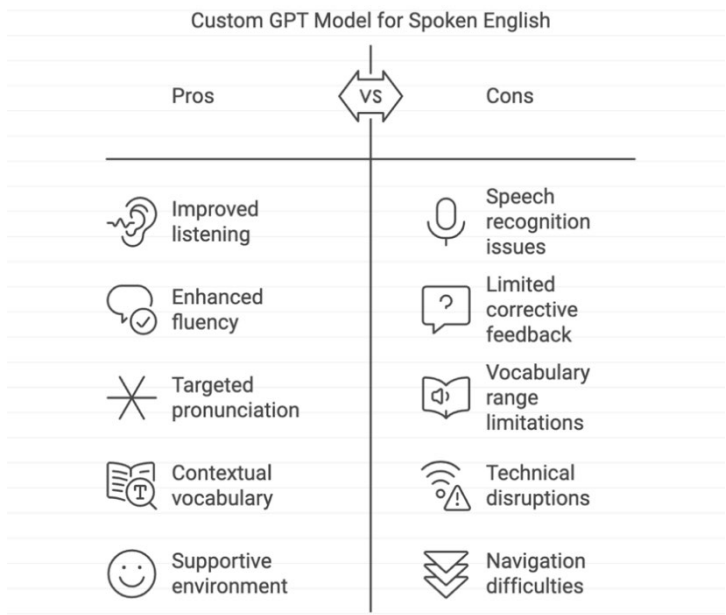 Custom GPT Model for Spoken English
Pros
VS
Cons
Improved
listening
Speech
recognition
issues
Enhanced
fluency
?
Limited
corrective
feedback
Targeted
pronunciation
Vocabulary
range
limitations
T
Contextual
vocabulary
Technical
disruptions
Supportive
environment
Navigation
difficulties